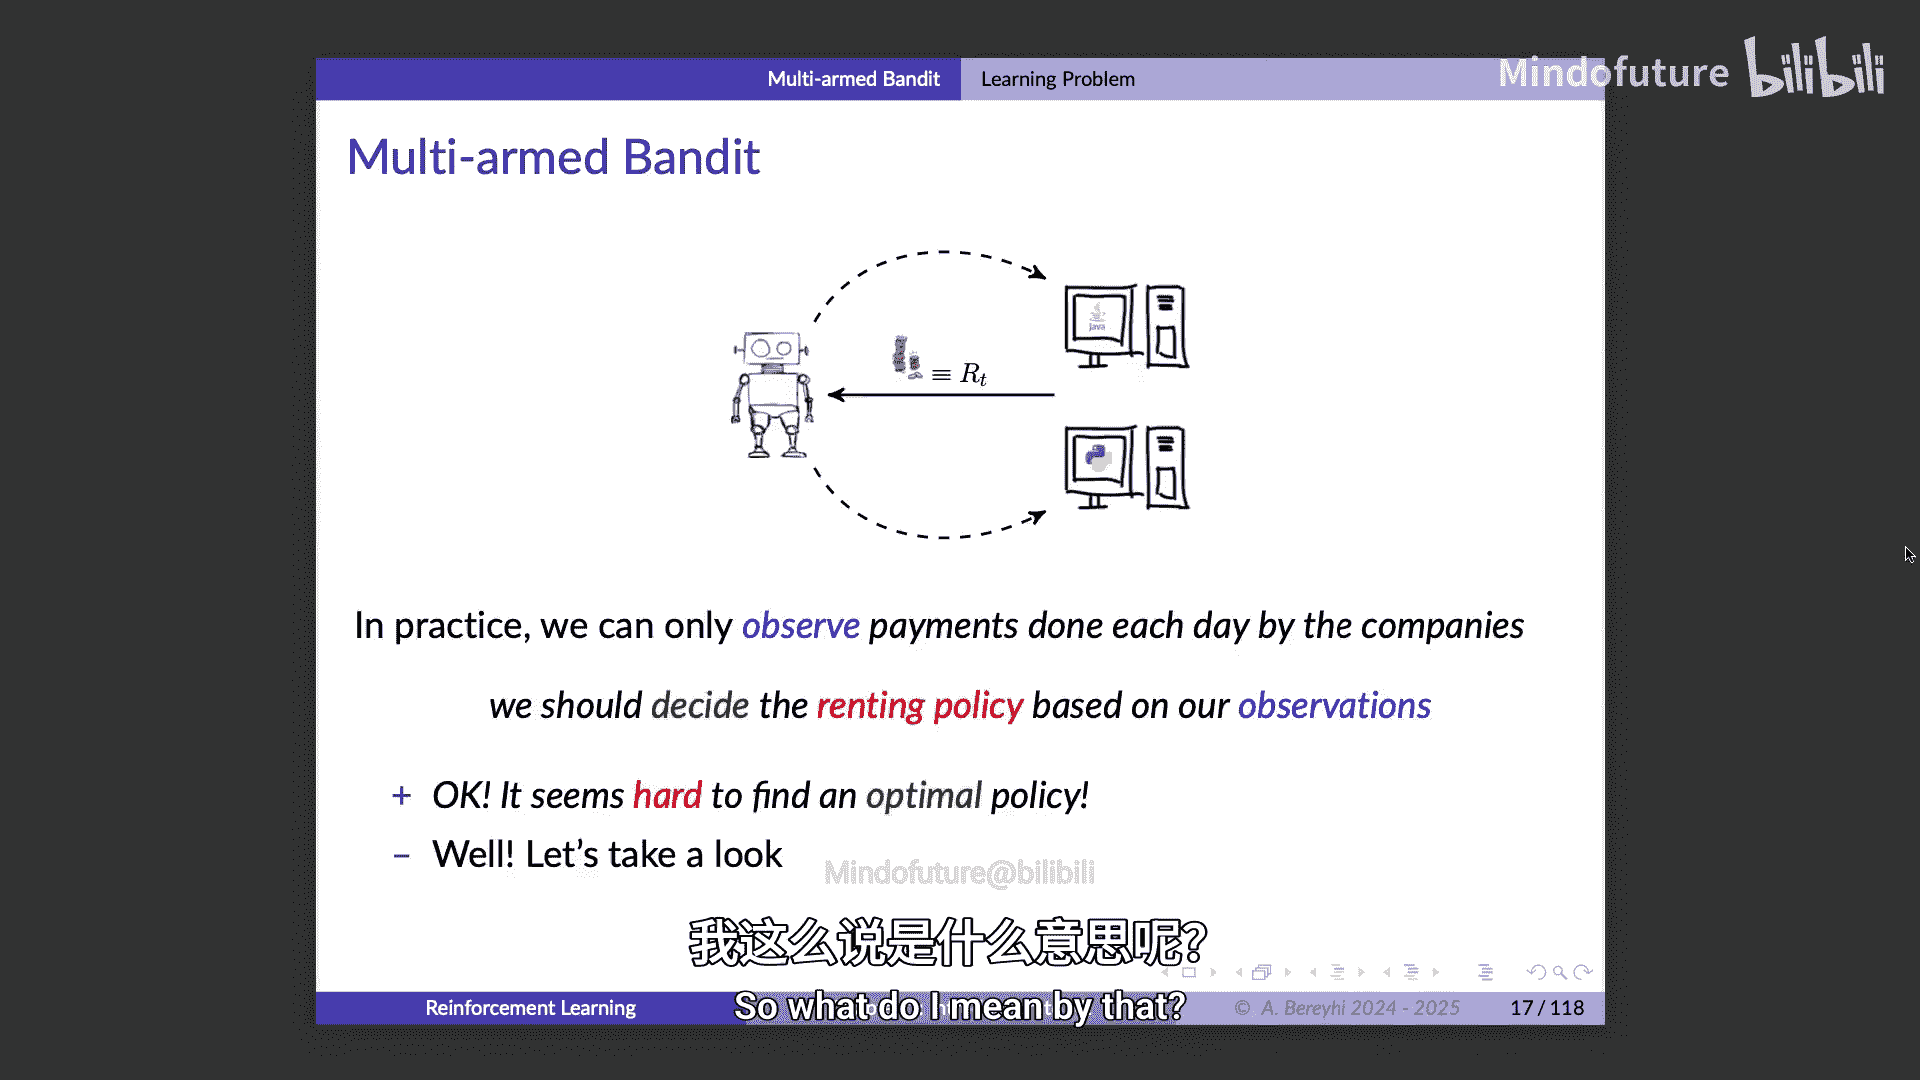 Multi-armed Bandit
Learning Problem
Mindofuture bilibili
Multi-armed Bandit
Java
≡ Rₜ
In practice, we can only observe payments done each day by the companies
we should decide the renting policy based on our observations
+ OK! It seems hard to find an optimal policy!
– Well! Let's take a look
Mindofuture@bilibili
我这么说是什么意思呢?
So what do I mean by that?
Reinforcement Learning
© A. Bereyhi 2024 - 2025
17 / 118